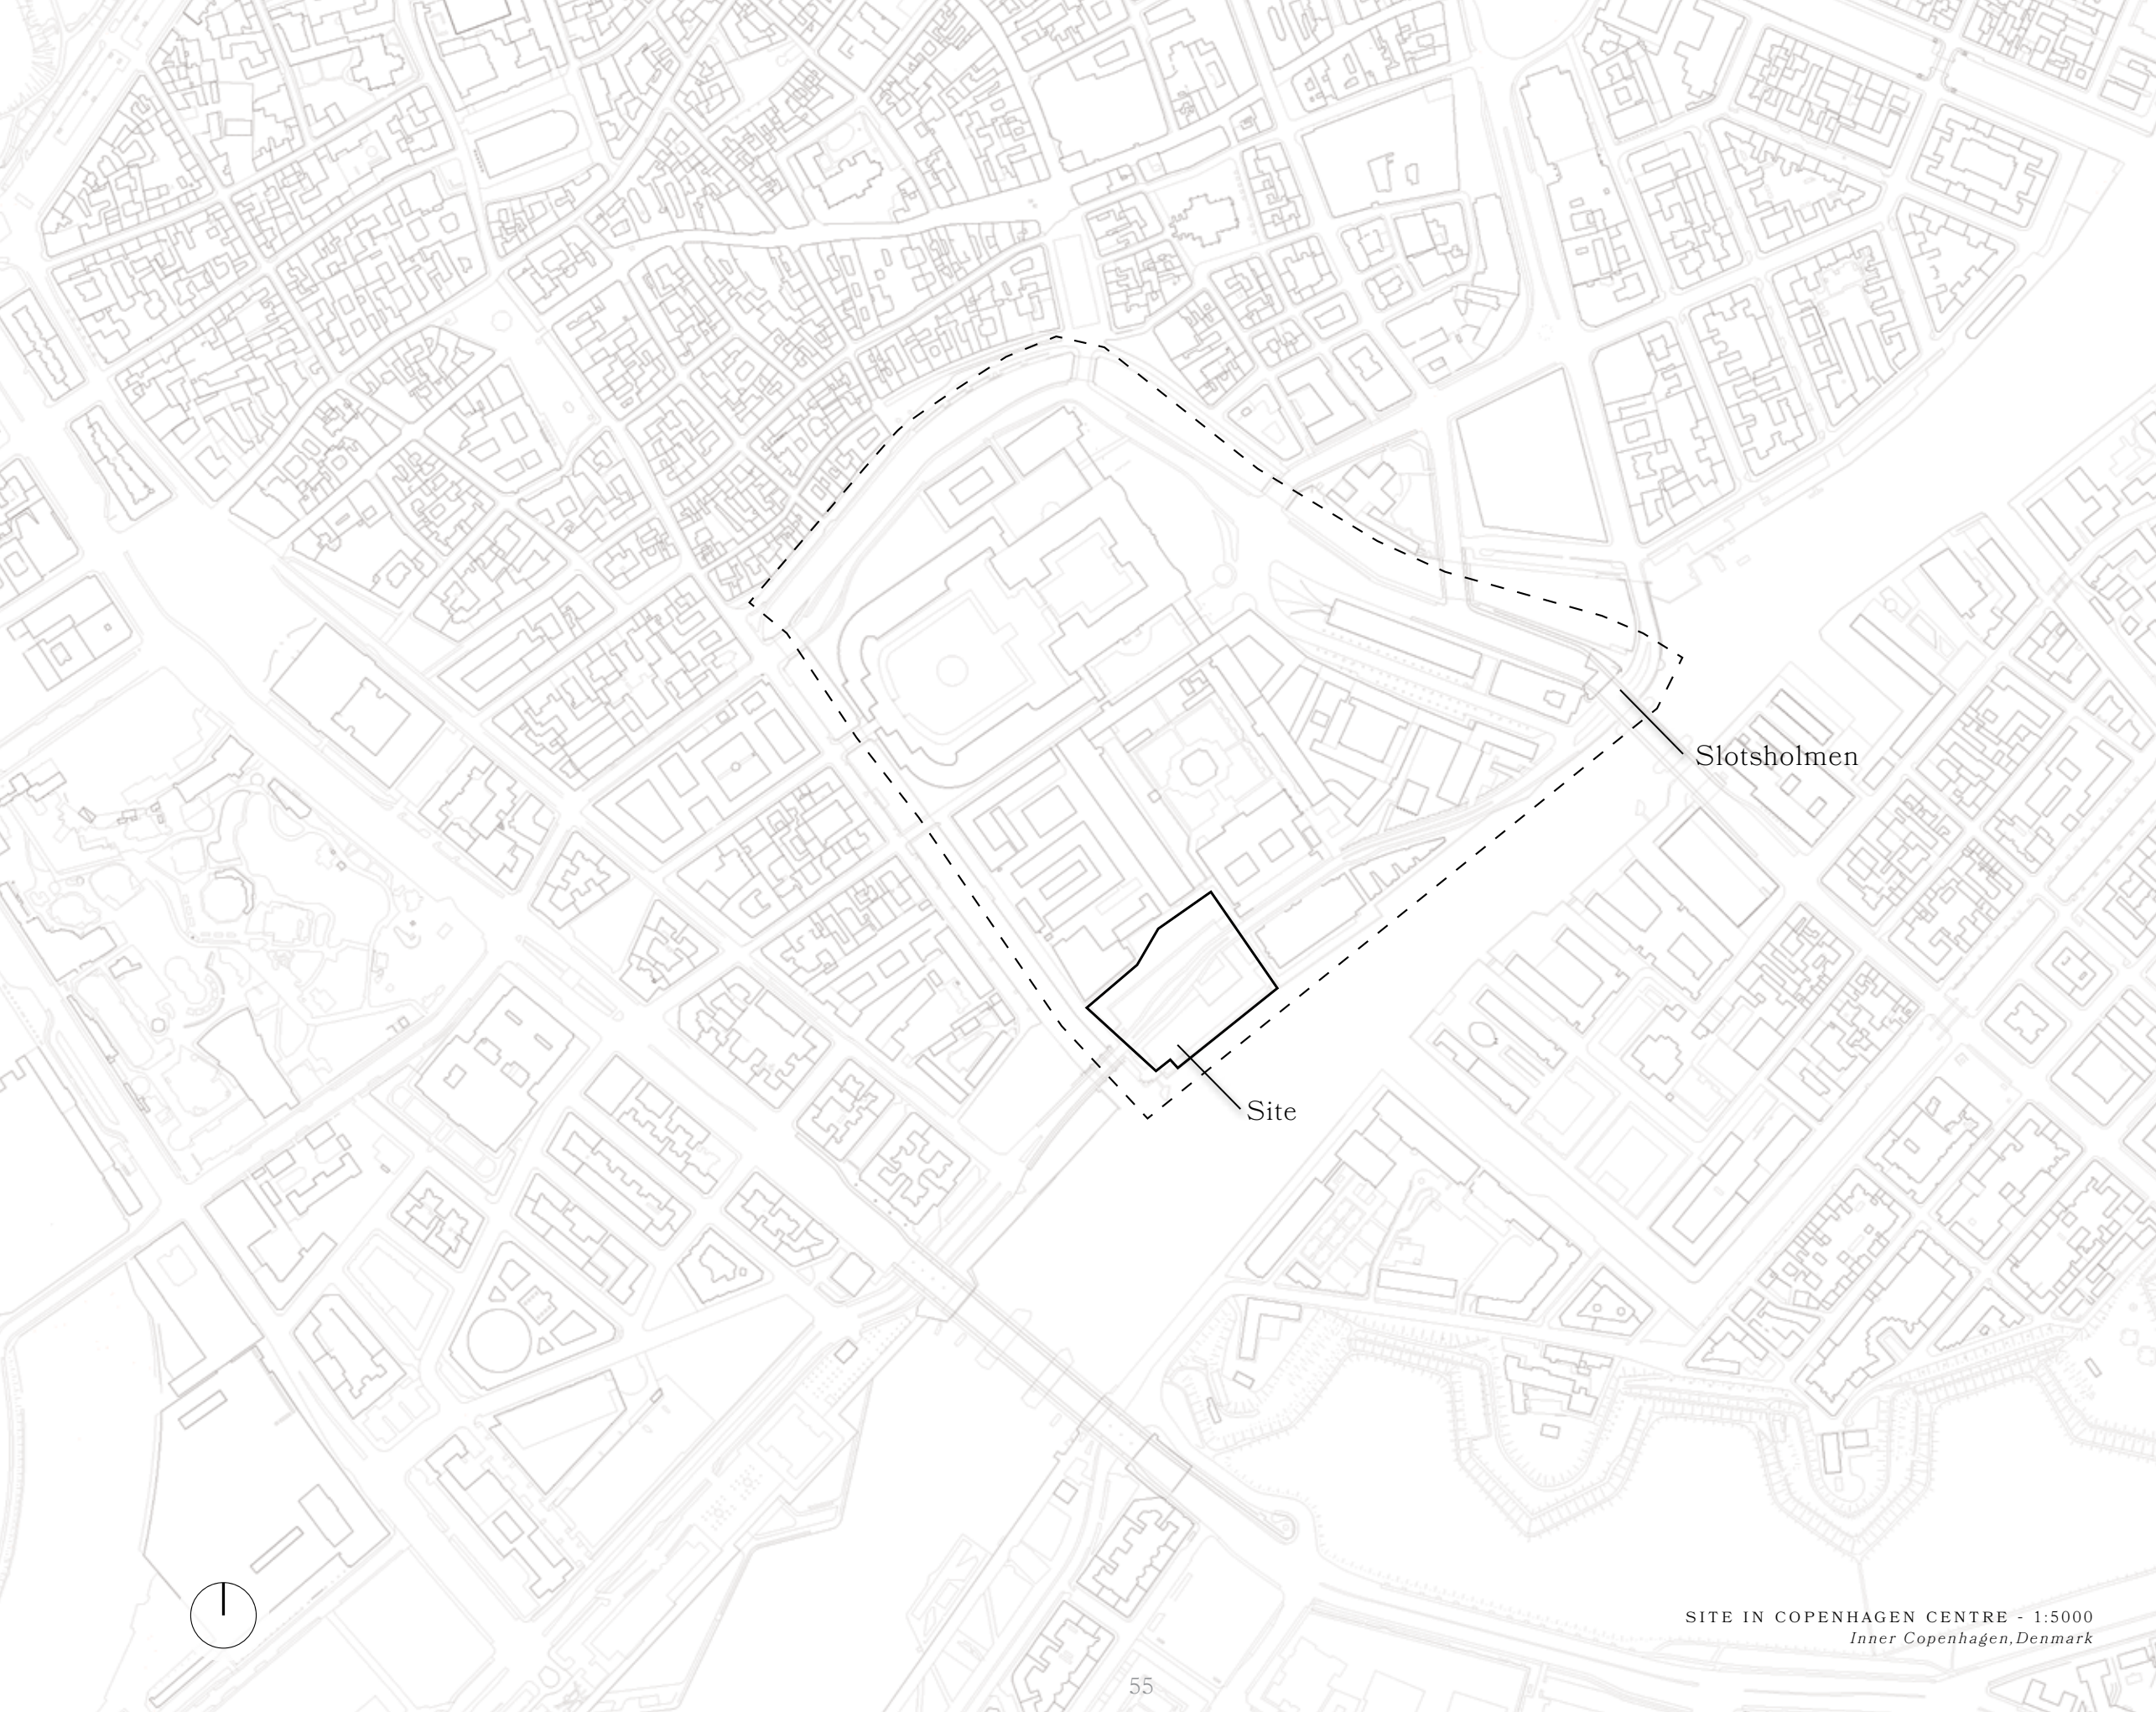 Slotsholmen
Site
SITE IN COPENHAGEN CENTRE - 1:5000
Inner Copenhagen,Denmark
55